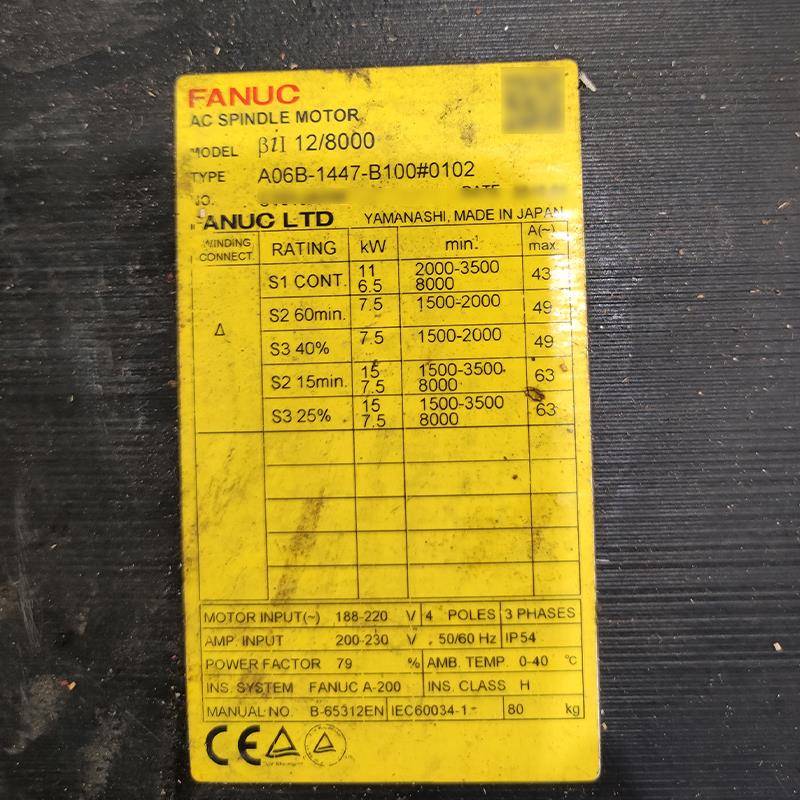 FANUC
AC SPINDLE MOTOR
MODEL βiI 12/8000
TYPE A06B-1447-B100#0102
NO. DATE
FANUC LTD YAMANASHI, MADE IN JAPAN
WINDING CONNECT. RATING kW min. A(~) max
Δ
S1 CONT. 11 2000-3500 43
6.5 8000
S2 60min. 7.5 1500-2000 49
S3 40% 7.5 1500-2000 49
S2 15min. 15 1500-3500 63
7.5 8000
S3 25% 15 1500-3500 63
7.5 8000
MOTOR INPUT(~) 188-220 V 4 POLES 3 PHASES
AMP. INPUT 200-230 V 50/60 Hz IP54
POWER FACTOR 79 % AMB. TEMP. 0-40 ℃
INS. SYSTEM FANUC A-200 INS. CLASS H
MANUAL NO. B-65312EN IEC60034-1 80 kg
CE